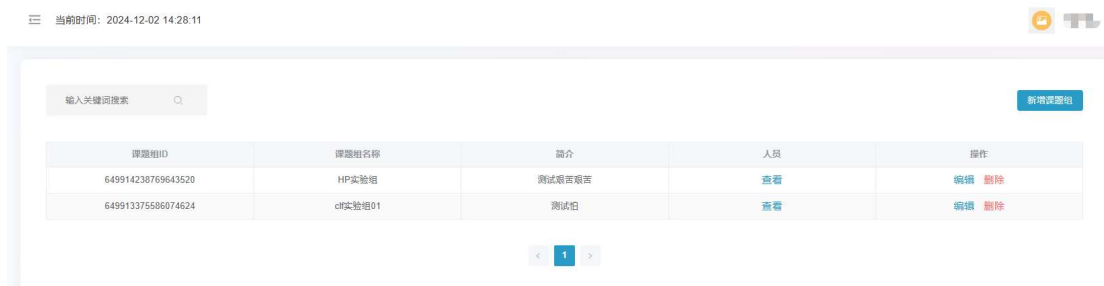 当前时间：2024-12-02 14:28:11
输入关键词搜索
新增课题组
课题组ID 课题组名称 简介 人员 操作
649914238769643520 HP实验组 测试艰苦艰苦 查看 编辑 删除
649913375586074624 clf实验组01 测试怕 查看 编辑 删除
< 1 >